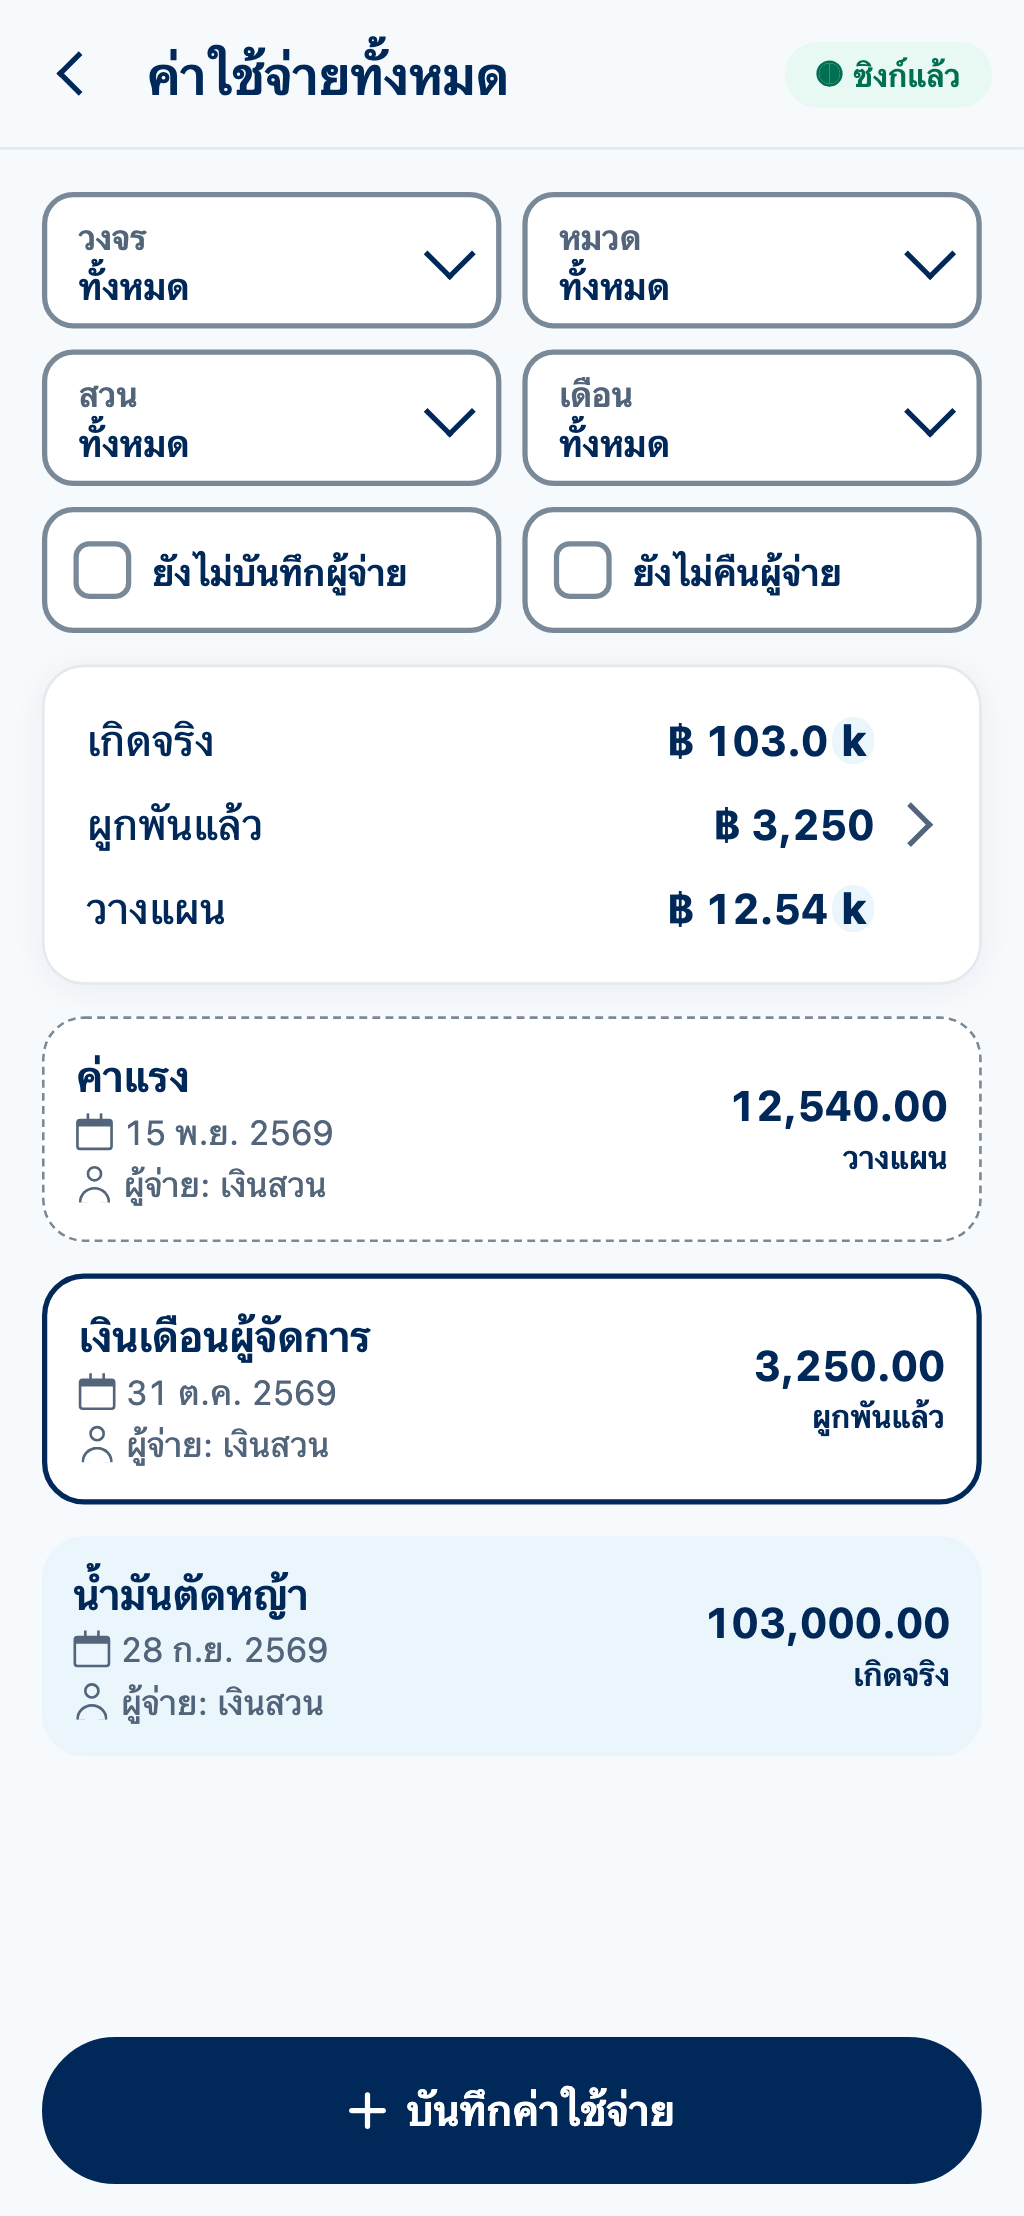 ค่าใช้จ่ายทั้งหมด
ซิงก์แล้ว
วงจร
ทั้งหมด
หมวด
ทั้งหมด
สวน
ทั้งหมด
เดือน
ทั้งหมด
ยังไม่บันทึกผู้จ่าย
ยังไม่คืนผู้จ่าย
เกิดจริง ฿ 103.0 k
ผูกพันแล้ว ฿ 3,250
วางแผน ฿ 12.54 k
ค่าแรง
15 พ.ย. 2569
ผู้จ่าย: เงินสวน
12,540.00
วางแผน
เงินเดือนผู้จัดการ
31 ต.ค. 2569
ผู้จ่าย: เงินสวน
3,250.00
ผูกพันแล้ว
น้ำมันตัดหญ้า
28 ก.ย. 2569
ผู้จ่าย: เงินสวน
103,000.00
เกิดจริง
+ บันทึกค่าใช้จ่าย